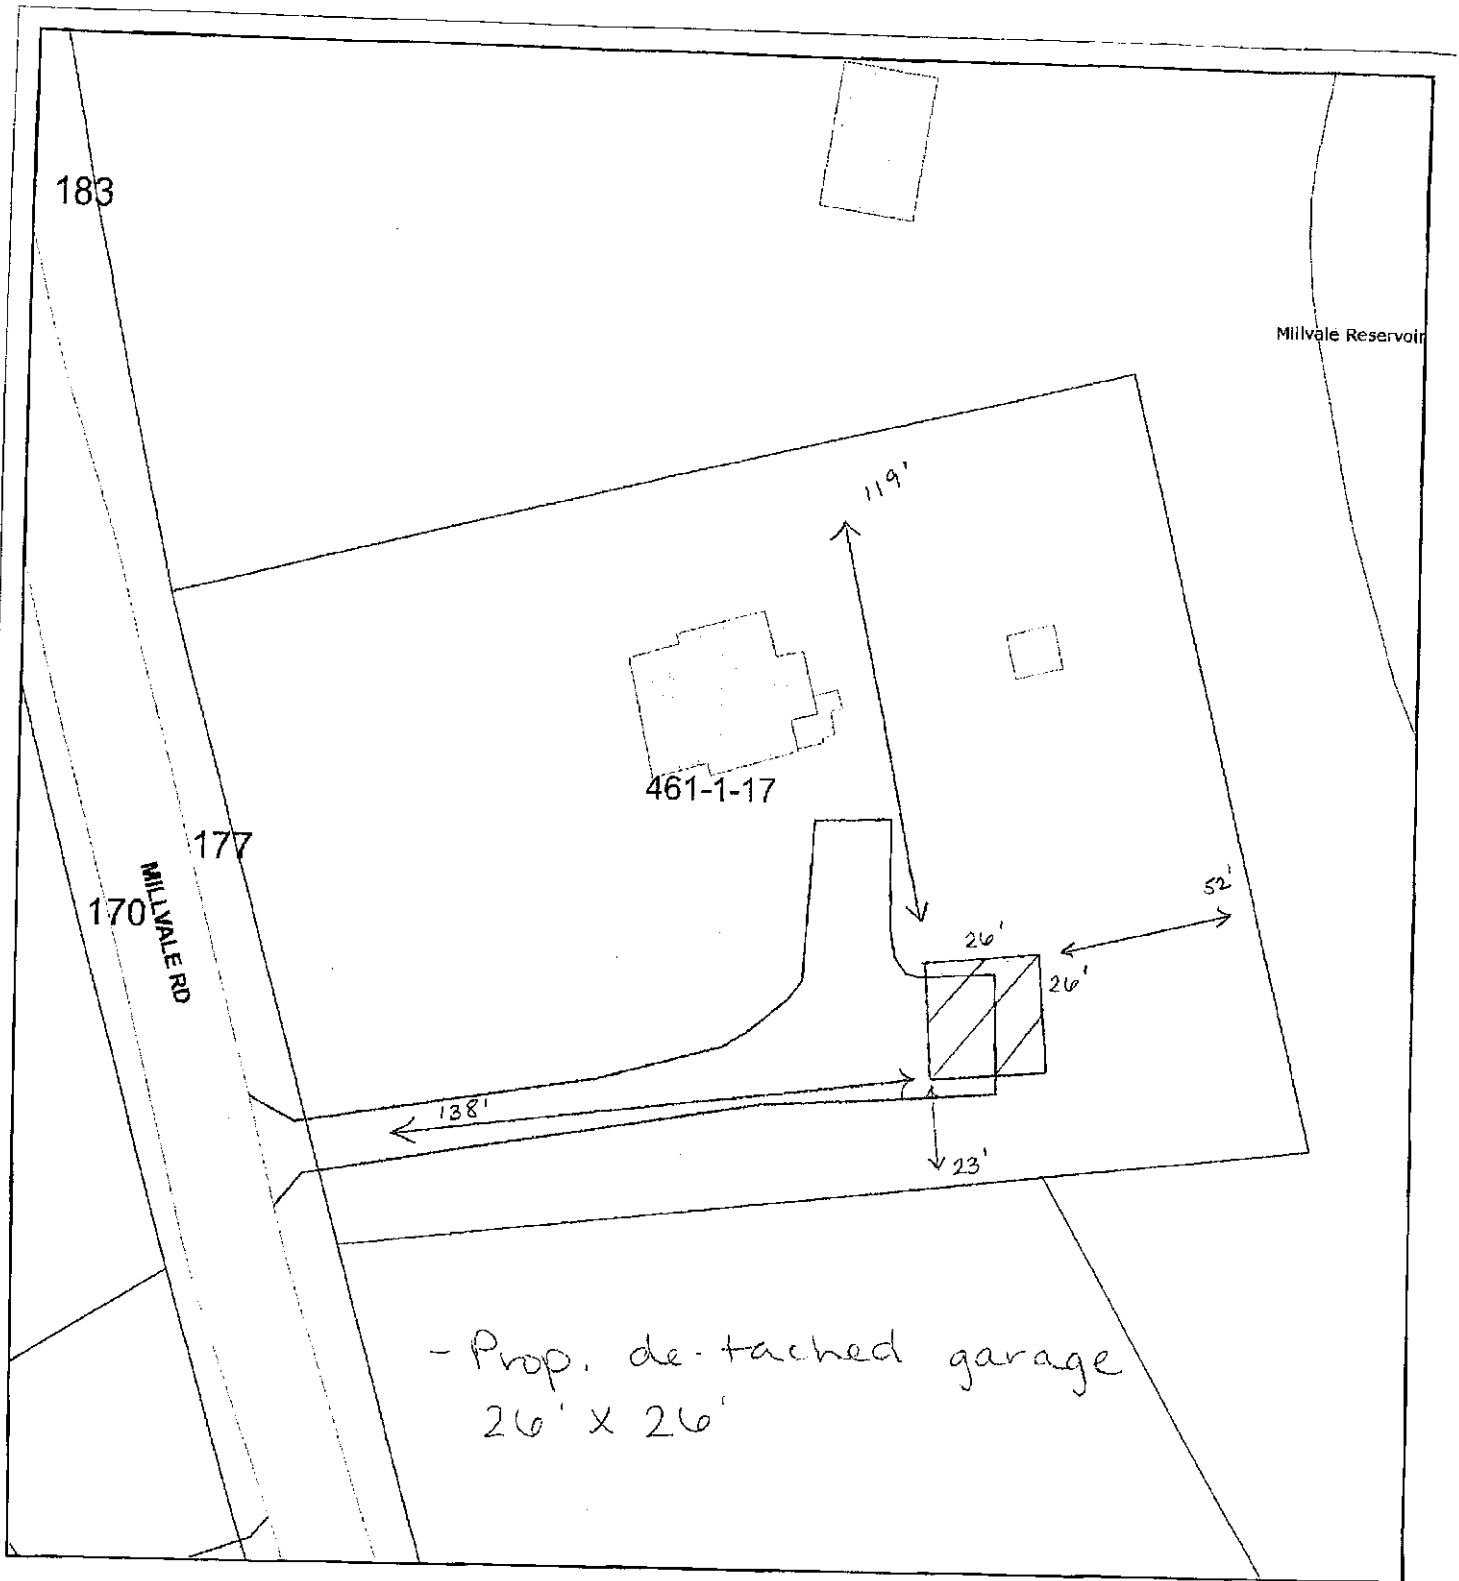 183
Millvale Reservoir
119'
461-1-17
177
170
MILLVALE RD
52'
26'
26'
138'
23'
- Prop. de-tached garage
26' X 26'